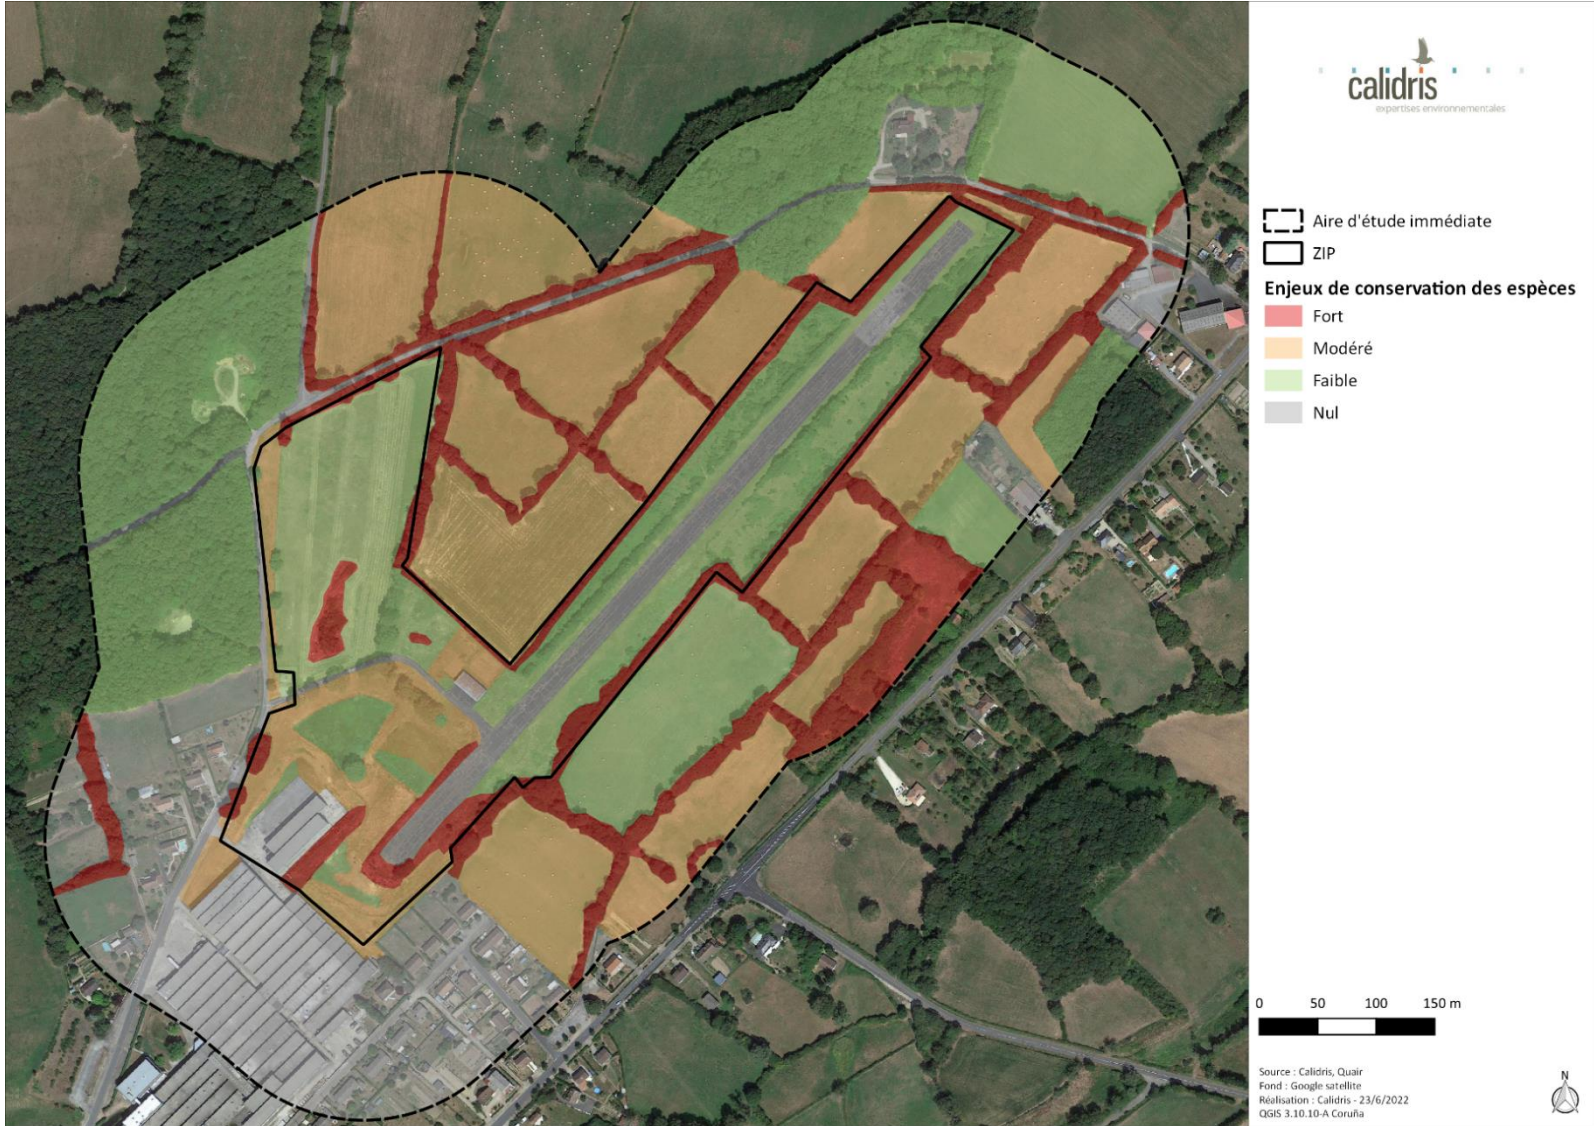 calidris
expertises environnementales
Aire d'étude immédiate
ZIP
Enjeux de conservation des espèces
Fort
Modéré
Faible
Nul
0 50 100 150 m
Source : Calidris, Quair
Fond : Google satellite
Réalisation : Calidris - 23/6/2022
QGIS 3.10.10-A Coruña
N